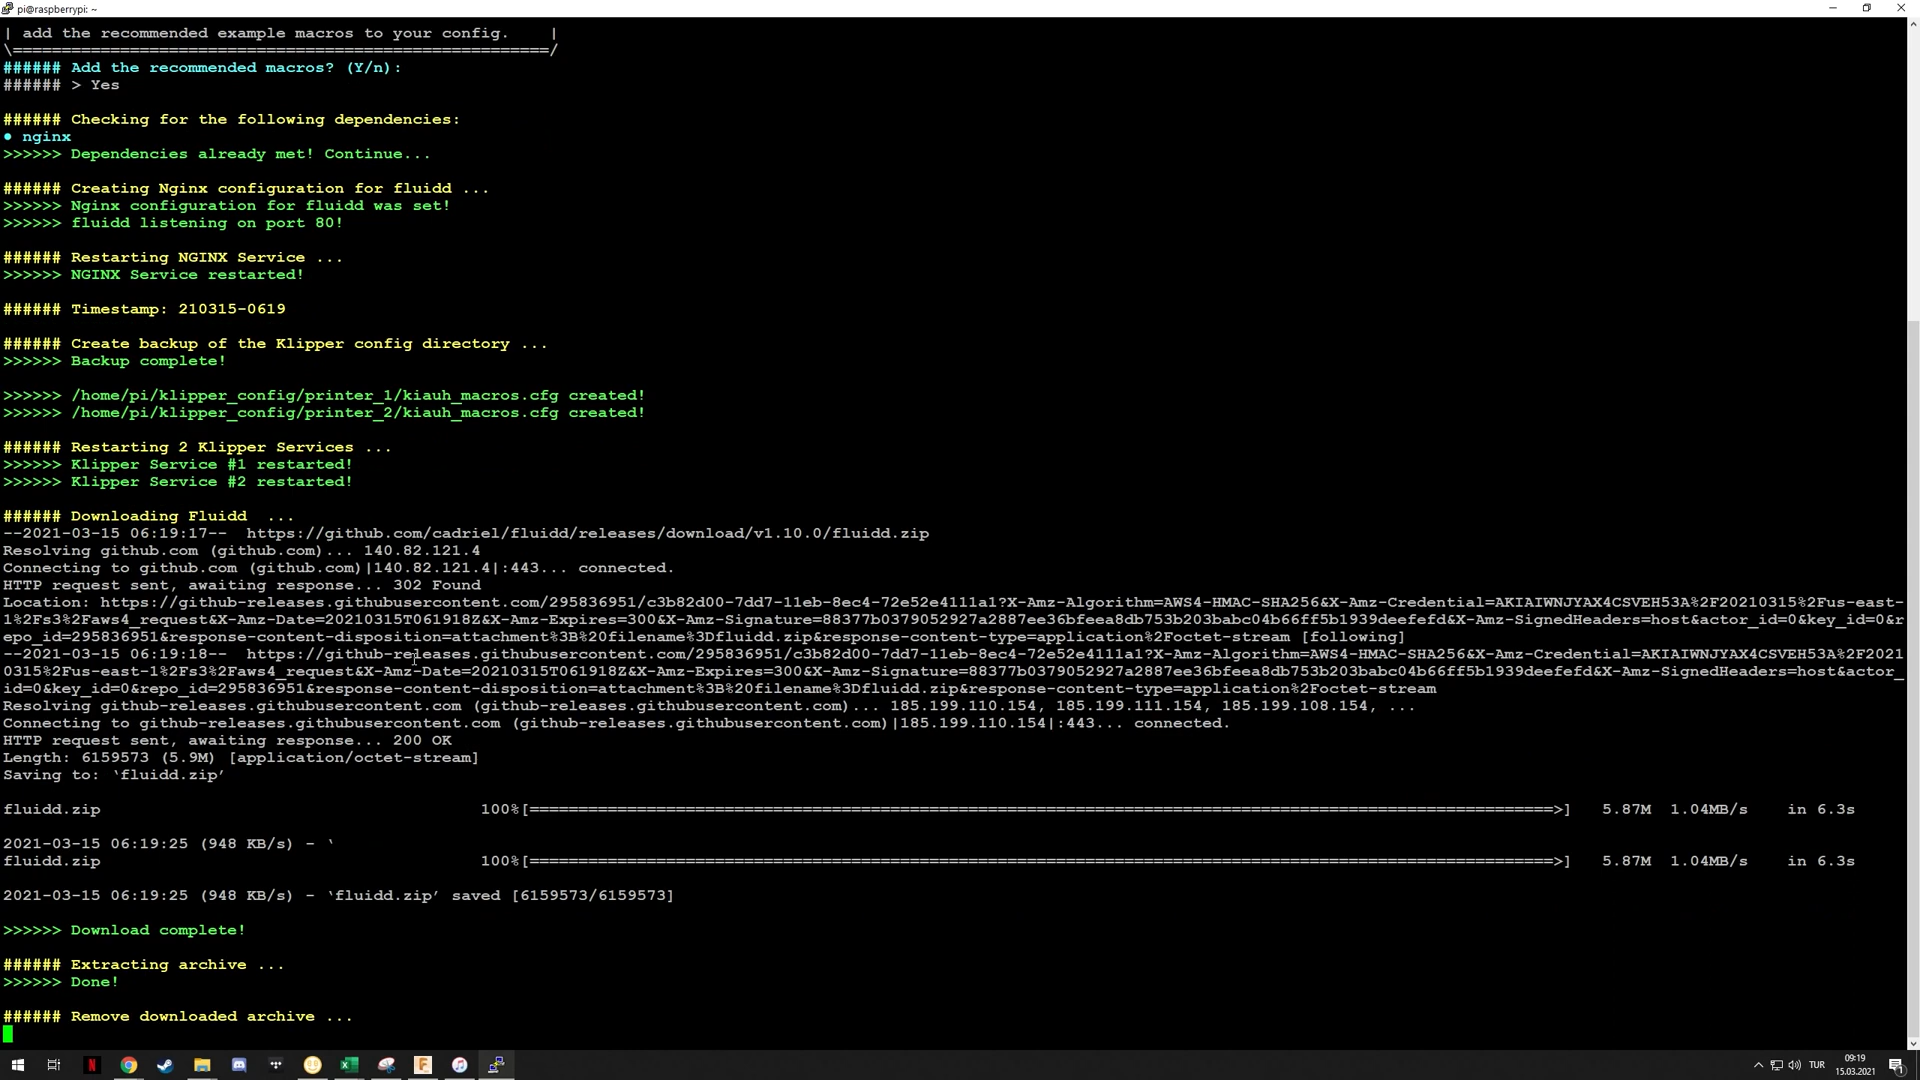 pi@raspberrypi: ~
| add the recommended example macros to your config.    |
\=======================================================/
###### Add the recommended macros? (Y/n):
###### > Yes
###### Checking for the following dependencies:
● nginx
>>>>>> Dependencies already met! Continue...
###### Creating Nginx configuration for fluidd ...
>>>>>> Nginx configuration for fluidd was set!
>>>>>> fluidd listening on port 80!
###### Restarting NGINX Service ...
>>>>>> NGINX Service restarted!
###### Timestamp: 210315-0619
###### Create backup of the Klipper config directory ...
>>>>>> Backup complete!
>>>>>> /home/pi/klipper_config/printer_1/kiauh_macros.cfg created!
>>>>>> /home/pi/klipper_config/printer_2/kiauh_macros.cfg created!
###### Restarting 2 Klipper Services ...
>>>>>> Klipper Service #1 restarted!
>>>>>> Klipper Service #2 restarted!
###### Downloading Fluidd  ...
--2021-03-15 06:19:17--  https://github.com/cadriel/fluidd/releases/download/v1.10.0/fluidd.zip
Resolving github.com (github.com)... 140.82.121.4
Connecting to github.com (github.com)|140.82.121.4|:443... connected.
HTTP request sent, awaiting response... 302 Found
Location: https://github-releases.githubusercontent.com/295836951/c3b82d00-7dd7-11eb-8ec4-72e52e4111a1?X-Amz-Algorithm=AWS4-HMAC-SHA256&X-Amz-Credential=AKIAIWNJYAX4CSVEH53A%2F20210315%2Fus-east-
1%2Fs3%2Faws4_request&X-Amz-Date=20210315T061918Z&X-Amz-Expires=300&X-Amz-Signature=88377b0379052927a2887ee36bfeea8db753b203babc04b66ff5b1939deefefd&X-Amz-SignedHeaders=host&actor_id=0&key_id=0&r
epo_id=295836951&response-content-disposition=attachment%3B%20filename%3Dfluidd.zip&response-content-type=application%2Foctet-stream [following]
--2021-03-15 06:19:18--  https://github-releases.githubusercontent.com/295836951/c3b82d00-7dd7-11eb-8ec4-72e52e4111a1?X-Amz-Algorithm=AWS4-HMAC-SHA256&X-Amz-Credential=AKIAIWNJYAX4CSVEH53A%2F2021
0315%2Fus-east-1%2Fs3%2Faws4_request&X-Amz-Date=20210315T061918Z&X-Amz-Expires=300&X-Amz-Signature=88377b0379052927a2887ee36bfeea8db753b203babc04b66ff5b1939deefefd&X-Amz-SignedHeaders=host&actor_
id=0&key_id=0&repo_id=295836951&response-content-disposition=attachment%3B%20filename%3Dfluidd.zip&response-content-type=application%2Foctet-stream
Resolving github-releases.githubusercontent.com (github-releases.githubusercontent.com)... 185.199.110.154, 185.199.111.154, 185.199.108.154, ...
Connecting to github-releases.githubusercontent.com (github-releases.githubusercontent.com)|185.199.110.154|:443... connected.
HTTP request sent, awaiting response... 200 OK
Length: 6159573 (5.9M) [application/octet-stream]
Saving to: ‘fluidd.zip’
fluidd.zip 100%[=========================================================================================================>] 5.87M 1.04MB/s in 6.3s
2021-03-15 06:19:25 (948 KB/s) - ‘
fluidd.zip 100%[=========================================================================================================>] 5.87M 1.04MB/s in 6.3s
2021-03-15 06:19:25 (948 KB/s) - ‘fluidd.zip’ saved [6159573/6159573]
>>>>>> Download complete!
###### Extracting archive ...
>>>>>> Done!
###### Remove downloaded archive ...
TUR
09:19
15.03.2021